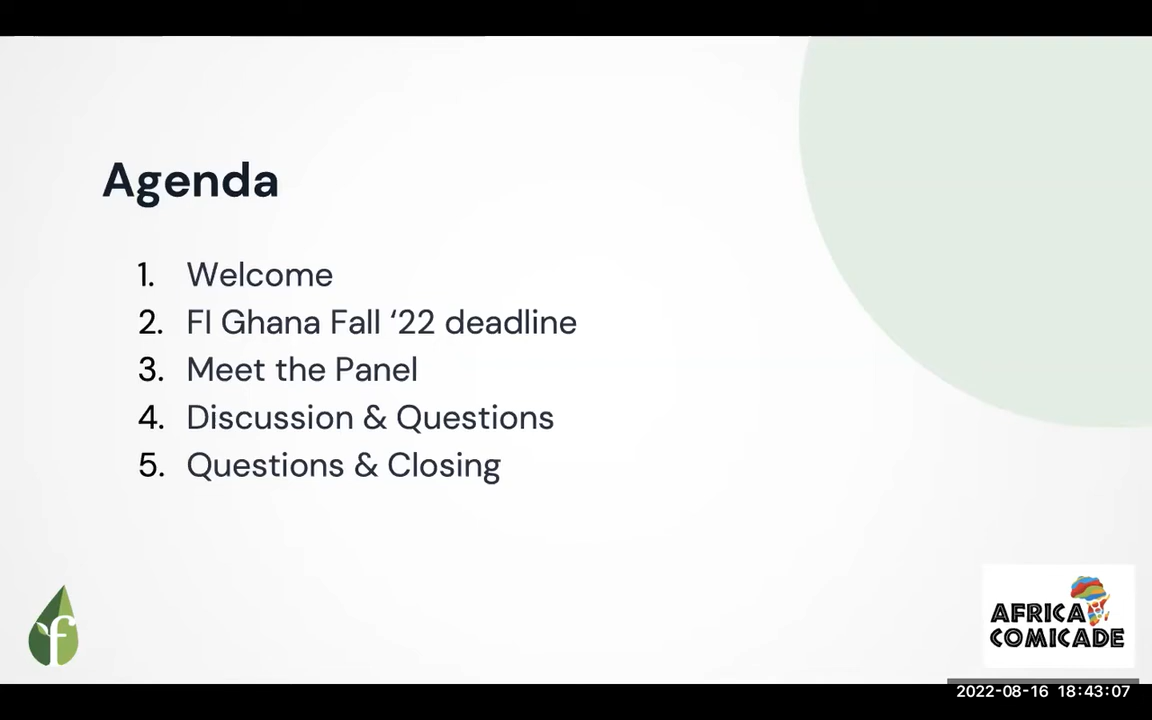 Agenda
1. Welcome
2. FI Ghana Fall ‘22 deadline
3. Meet the Panel
4. Discussion & Questions
5. Questions & Closing
f
AFRICA
COMICADE
2022-08-16 18:43:07